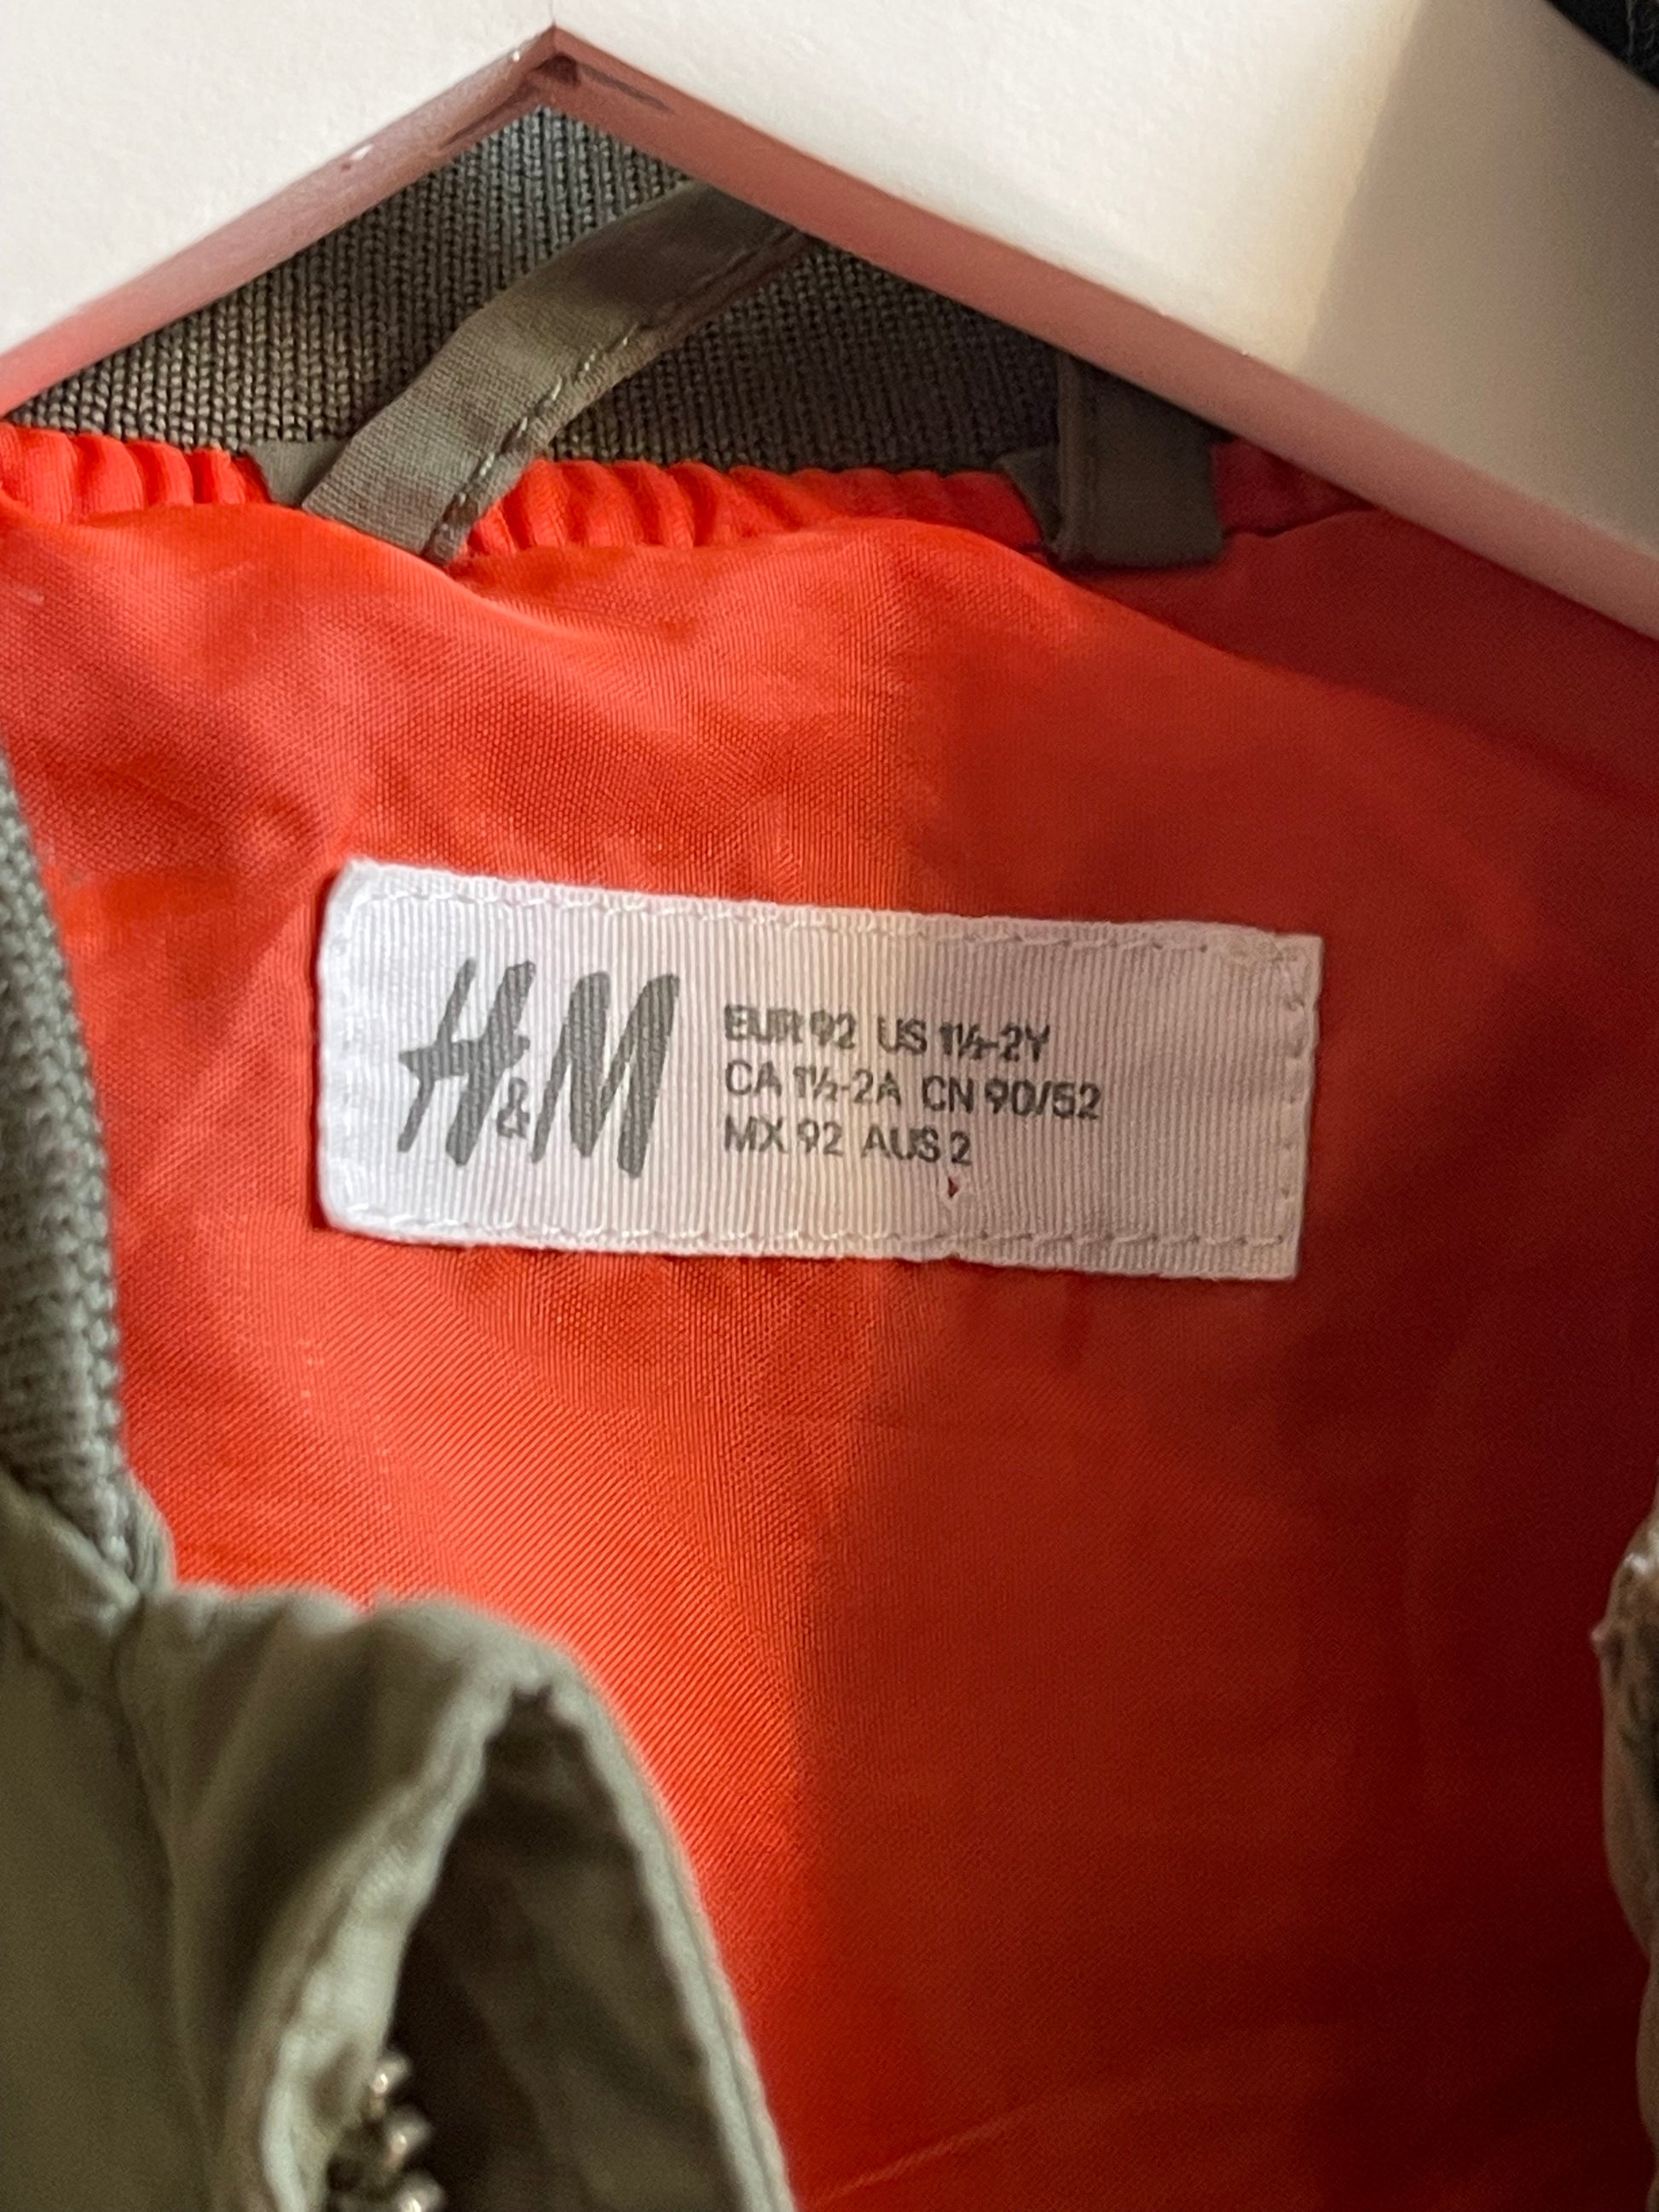 H&M
EUR 92 US 1½-2Y
CA 1½-2A CN 90/52
MX 92 AUS 2